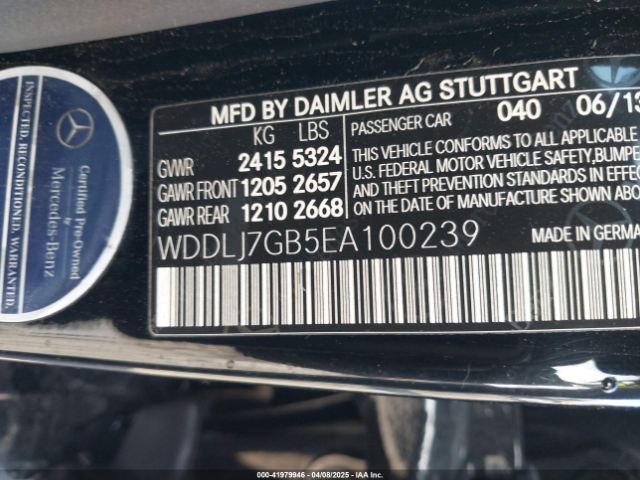 MFD BY DAIMLER AG STUTTGART
KG LBS
GVWR 2415 5324
GAWR FRONT 1205 2657
GAWR REAR 1210 2668
PASSENGER CAR 040 06/13
THIS VEHICLE CONFORMS TO ALL APPLICABLE
U.S. FEDERAL MOTOR VEHICLE SAFETY, BUMPE
AND THEFT PREVENTION STANDARDS IN EFFEC
ON THE DATE OF MANUFACTURE SHOWN ABO
WDDLJ7GB5EA100239
MADE IN GERMA
INSPECTED. REASSURED. WARRANTED.
Certified Pre-Owned
by
Mercedes-Benz
000-41979946 - 04/08/2025 - IAA Inc.